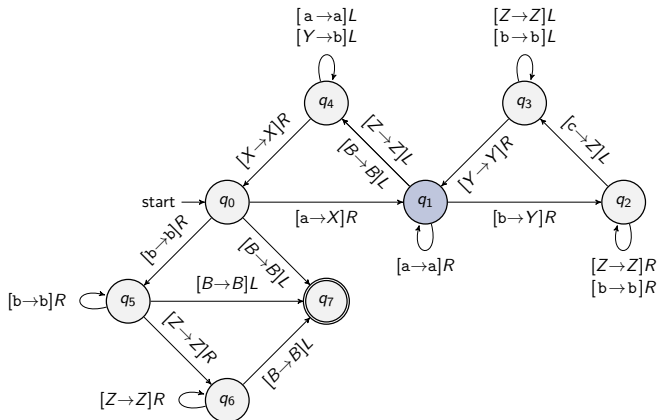 [a→a]L
[Y→b]L
[Z→Z]L
[b→b]L
q4
q3
[X→X]R
[Z→Z]L
[B→B]L
[Y→Y]R
[c→Z]L
start
q0
[a→X]R
q1
[b→Y]R
q2
[b→b]R
[B→B]L
[a→a]R
[Z→Z]R
[b→b]R
[b→b]R
q5
[B→B]L
q7
[Z→Z]R
[B→B]L
[Z→Z]R
q6